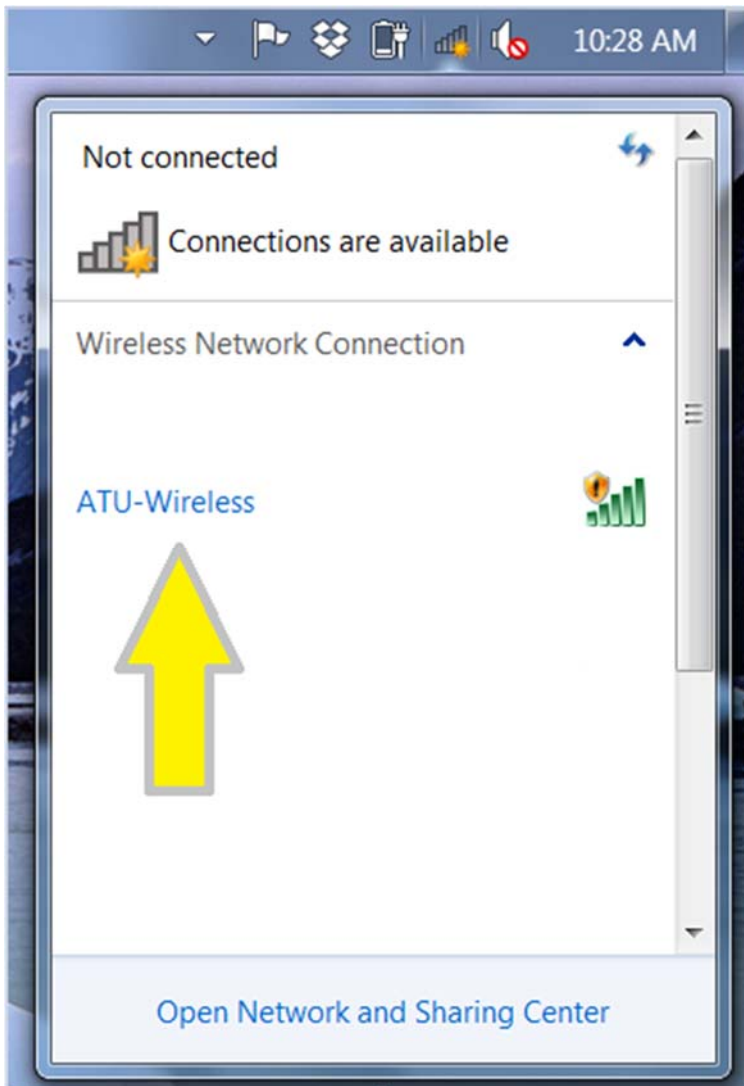 10:28 AM
Not connected
Connections are available
Wireless Network Connection
ATU-Wireless
Open Network and Sharing Center